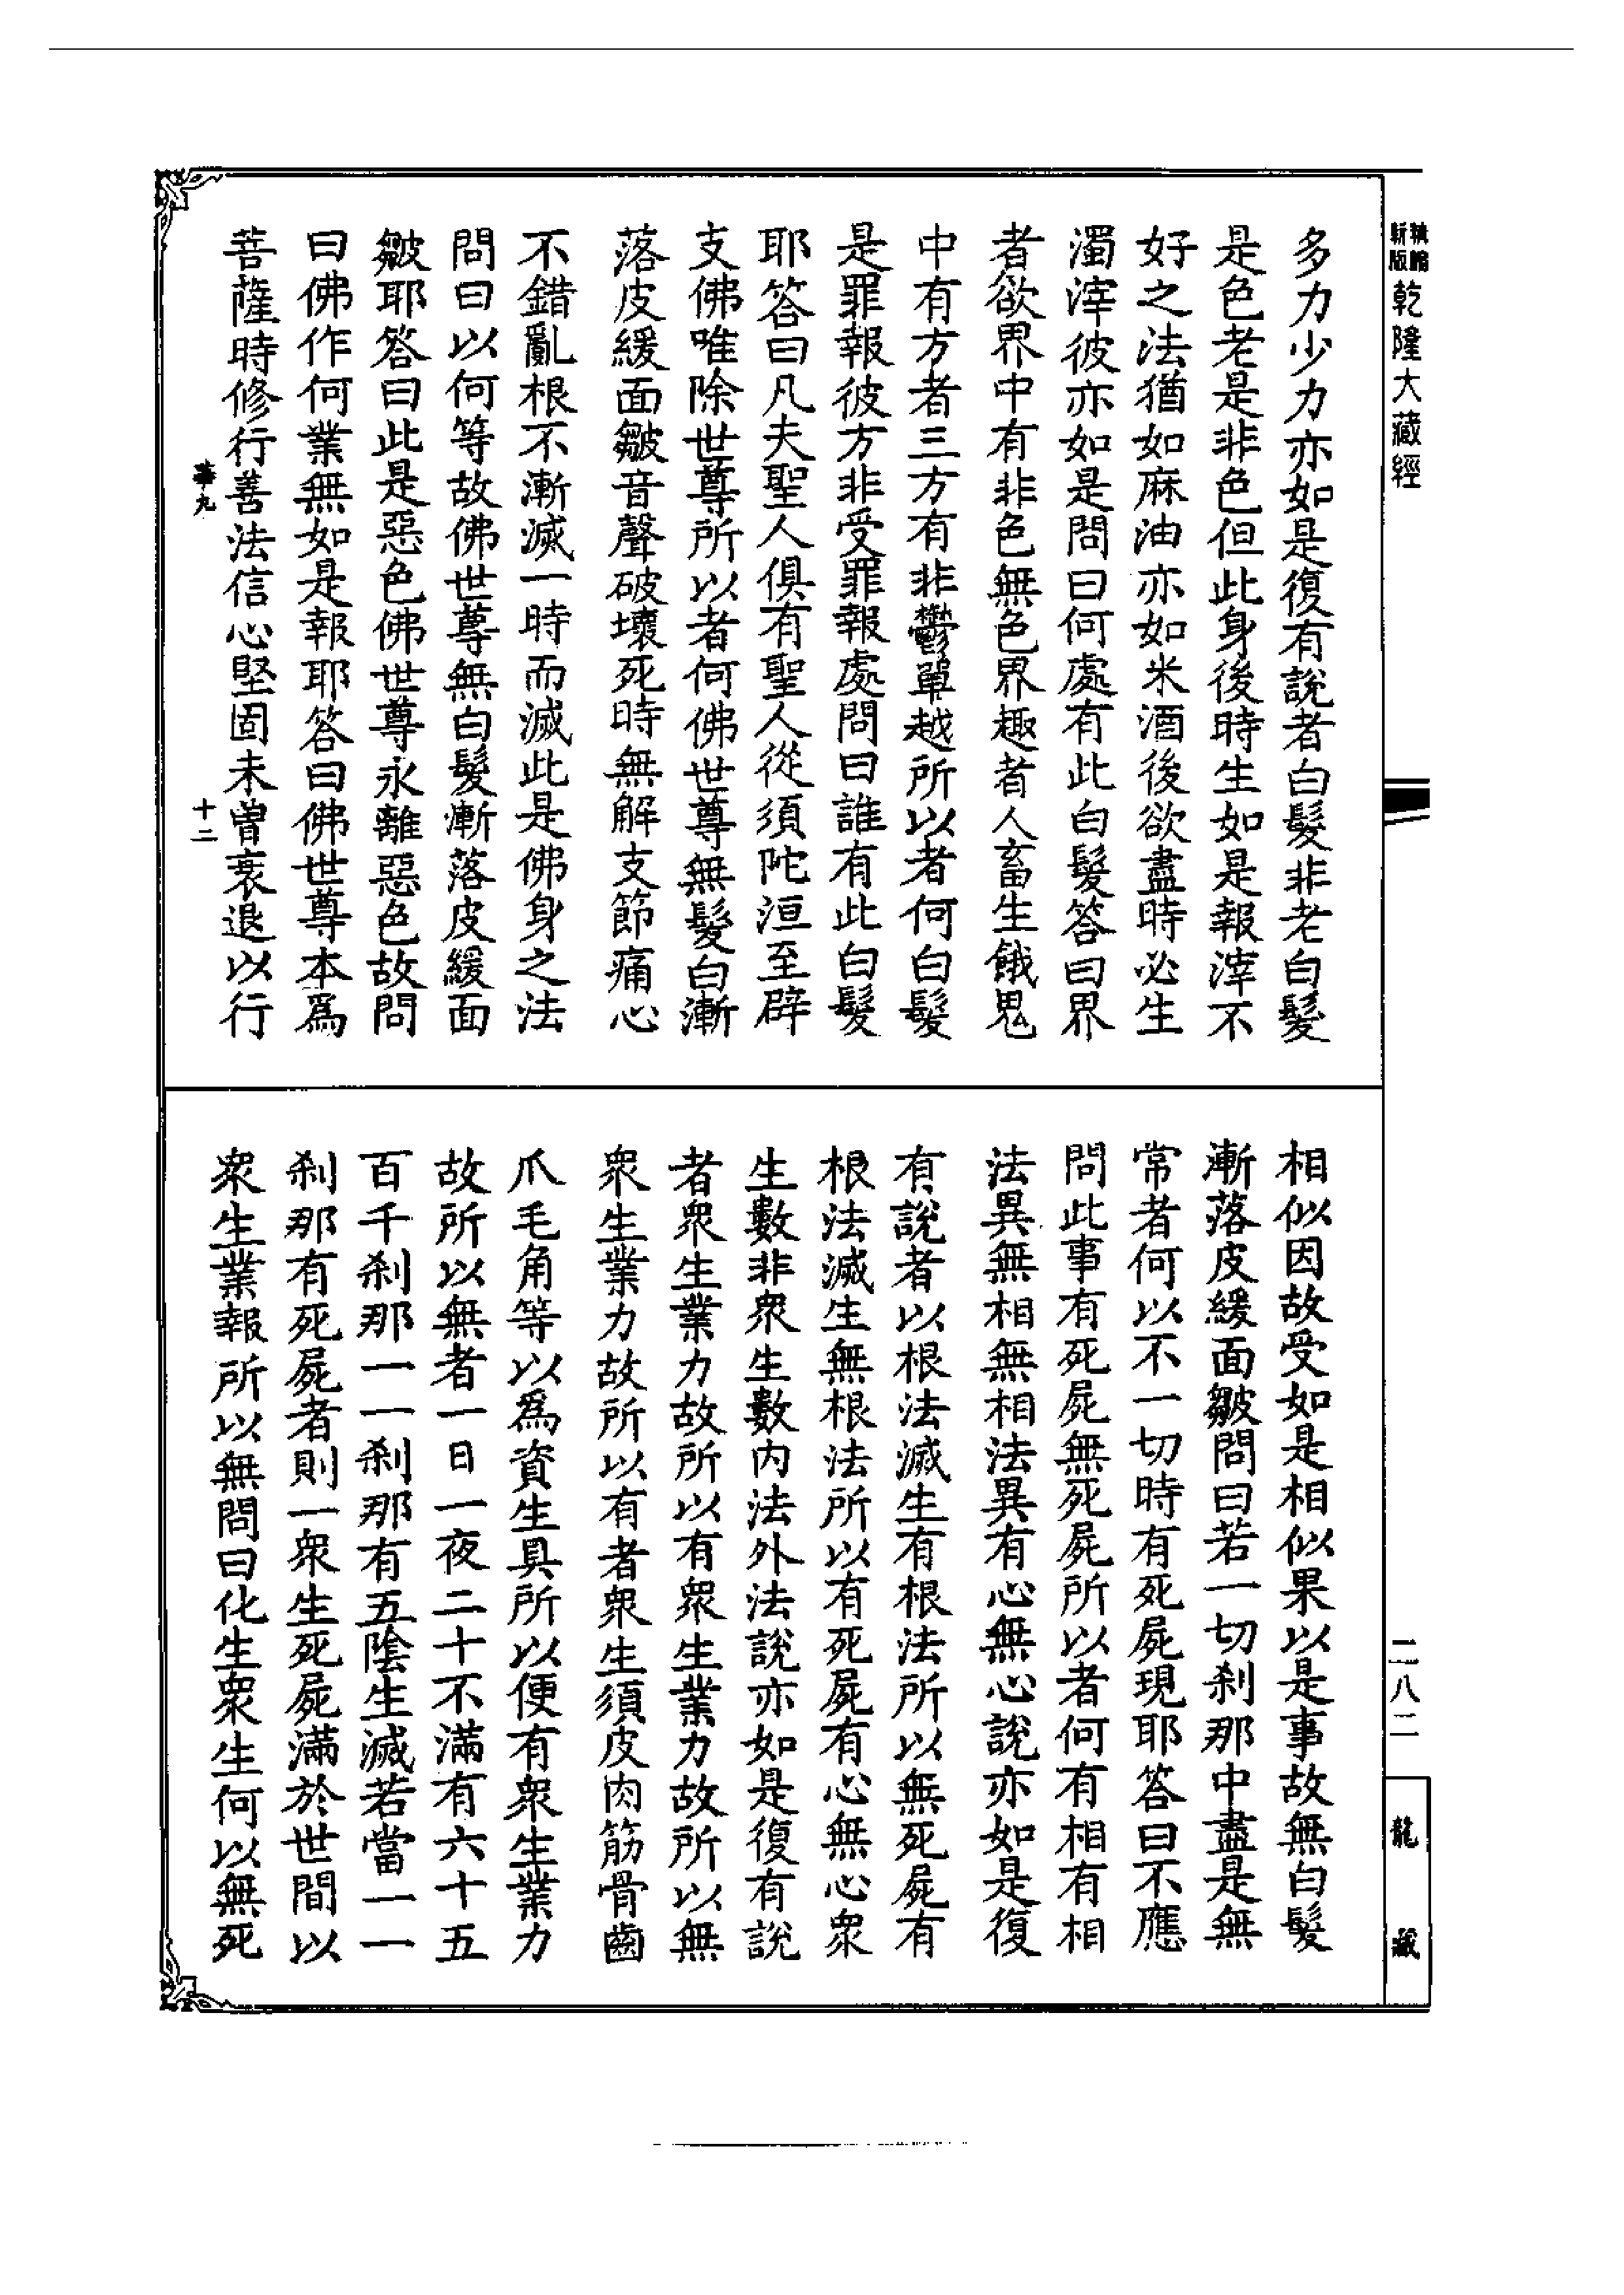 新版
乾隆大藏經
多力少力亦如是復有說者白髮非老白髮
是色老是非色但此身後時生如是報滓不
好之法猶如麻油亦如米酒後欲盡時必生
濁滓彼亦如是問曰何處有此白髮答曰界
者欲界中有非色無色界趣者人畜生餓鬼
中有方者三方有非鬱單越所以者何白髮
是罪報彼方非受罪報處問曰誰有此白髮
耶答曰凡夫聖人俱有聖人從須陀洹至辟
支佛唯除世尊所以者何佛世尊無髮白漸
落皮緩面皺音聲破壞死時無解支節痛心
不錯亂根不漸滅一時而滅此是佛身之法
問曰以何等故佛世尊無白髮漸落皮緩面
皺耶答曰此是惡色佛世尊永離惡色故問
曰佛作何業無如是報耶答曰佛世尊本爲
菩薩時修行善法信心堅固未曾衰退以行
華九
十二
相似因故受如是相似果以是事故無白髮
漸落皮緩面皺問曰若一切剎那中盡是無
常者何以不一切時有死屍現耶答曰不應
問此事有死屍無死屍所以者何有相有相
法異無相無相法異有心無心說亦如是復
有說者以根法滅生有根法所以無死屍有
根法滅生無根法所以有死屍有心無心衆
生數非衆生數內法外法說亦如是復有說
者衆生業力故所以有衆生業力故所以無
衆生業力故所以有者衆生須皮肉筋骨齒
爪毛角等以爲資生具所以便有衆生業力
故所以無者一日一夜二十不滿有六十五
百千剎那一一剎那有五陰生滅若當一一
剎那有死屍者則一衆生死屍滿於世間以
衆生業報所以無問曰化生衆生何以無死
二八二
龍藏